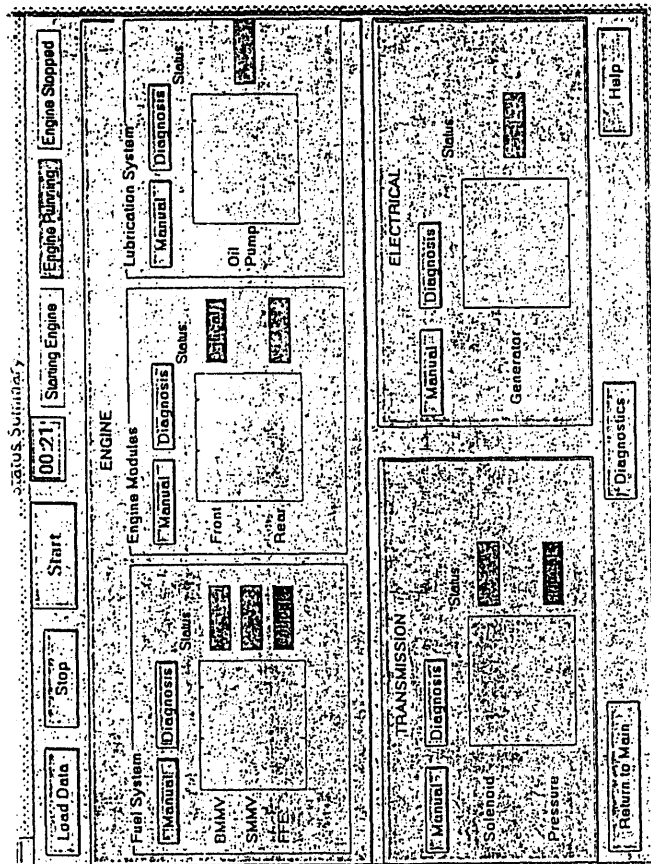 Status Summary
Load Data
Stop
Start
00:21
Starting Engine
Engine Running
Engine Stopped
ENGINE
Fuel System
Manual
Diagnosis
Status:
BMMV
SMMV
Engine Modules
Manual
Diagnosis
Status:
Front
Critical
Rear
Lubrication System
Manual
Diagnosis
Status:
Oil
Pump
TRANSMISSION
Manual
Diagnosis
Status
Solenoid
Pressure
ELECTRICAL
Manual
Diagnosis
Status:
Generator
Return to Main
Diagnostics
Help